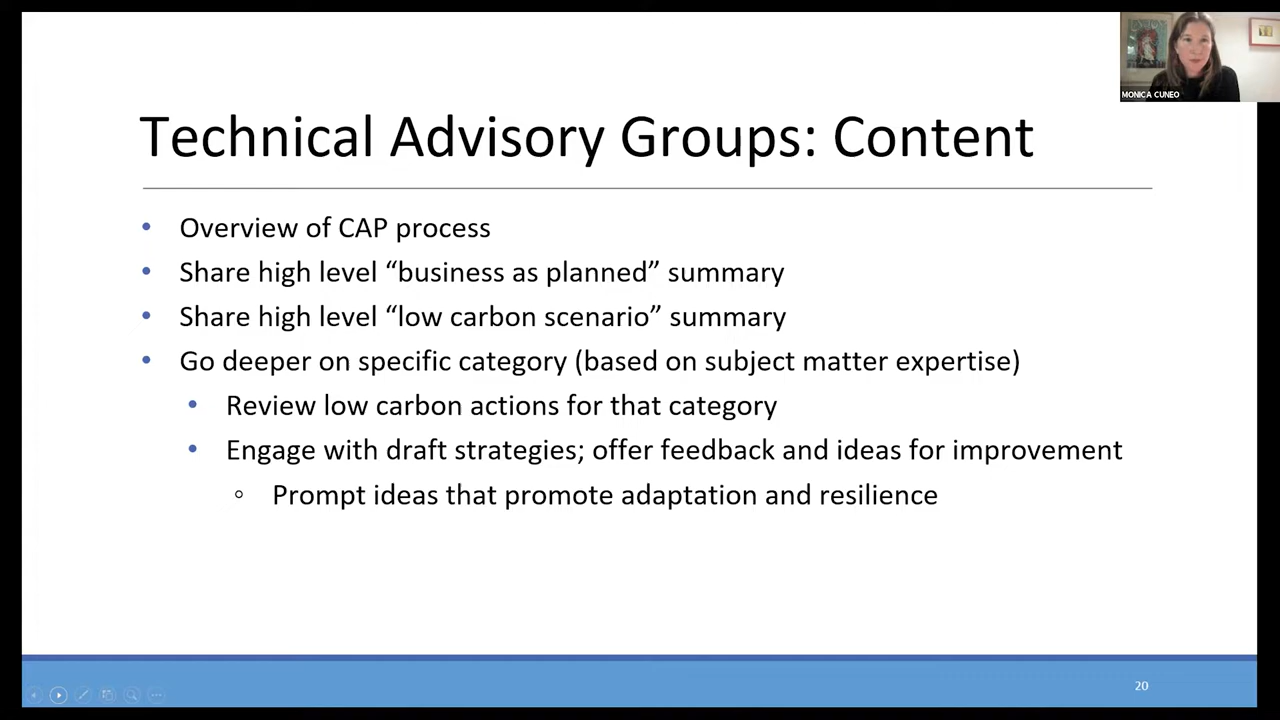 MONICA CUNEO
Technical Advisory Groups: Content
• Overview of CAP process
• Share high level “business as planned” summary
• Share high level “low carbon scenario” summary
• Go deeper on specific category (based on subject matter expertise)
• Review low carbon actions for that category
• Engage with draft strategies; offer feedback and ideas for improvement
◦ Prompt ideas that promote adaptation and resilience
20